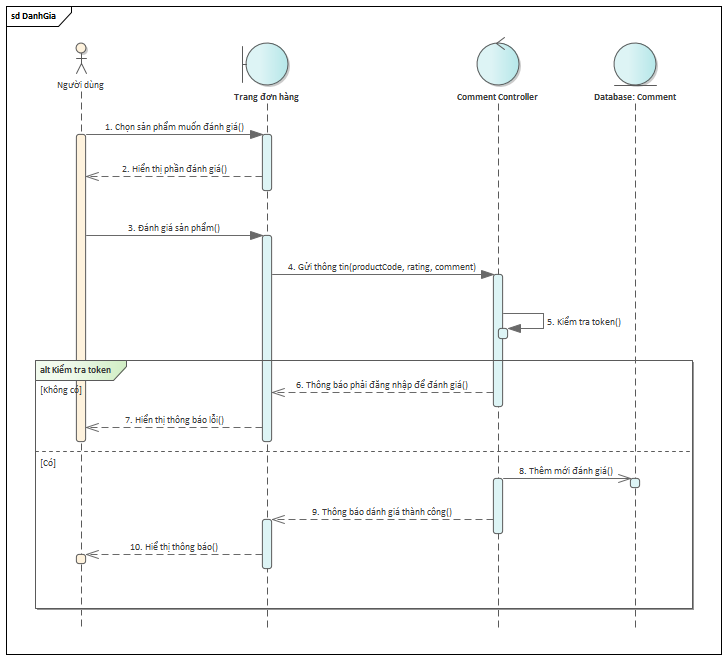 sd DanhGia
Người dùng
Trang đơn hàng
Comment Controller
Database: Comment
1. Chọn sản phẩm muốn đánh giá()
2. Hiển thị phần đánh giá()
3. Đánh giá sản phẩm()
4. Gửi thông tin(productCode, rating, comment)
5. Kiểm tra token()
alt Kiểm tra token
[Không có]
6. Thông báo phải đăng nhập để đánh giá()
7. Hiển thị thông báo lỗi()
[Có]
8. Thêm mới đánh giá()
9. Thông báo dánh giá thành công()
10. Hiể thị thông báo()